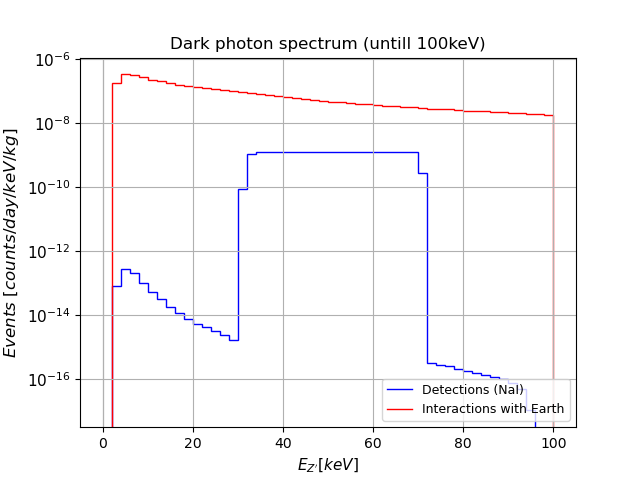 Dark photon spectrum (untill 100keV)
10⁻⁶
10⁻⁸
10⁻¹⁰
10⁻¹²
10⁻¹⁴
10⁻¹⁶
Events [counts/day/keV/kg]
Detections (NaI)
Interactions with Earth
0 20 40 60 80 100
E_Z′[keV]